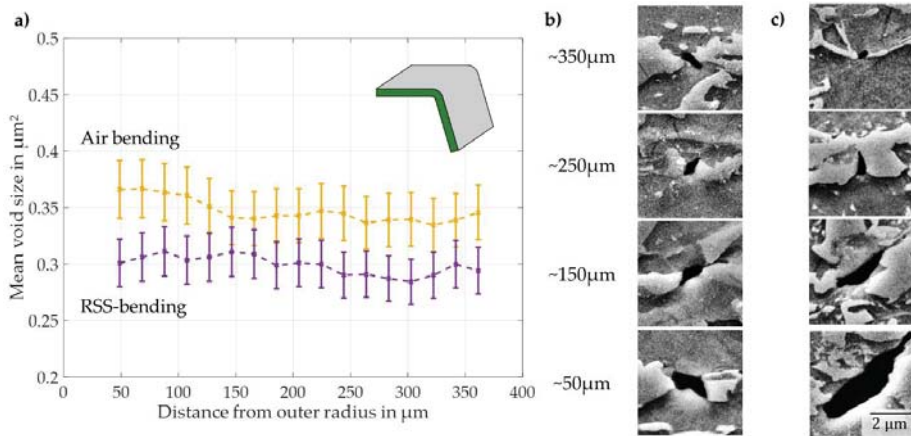 a)
0.5
0.45
0.4
0.35
0.3
0.25
0.2
Mean void size in μm²
Air bending
RSS-bending
0
50
100
150
200
250
300
350
400
Distance from outer radius in μm
b)
~350μm
~250μm
~150μm
~50μm
c)
2 μm